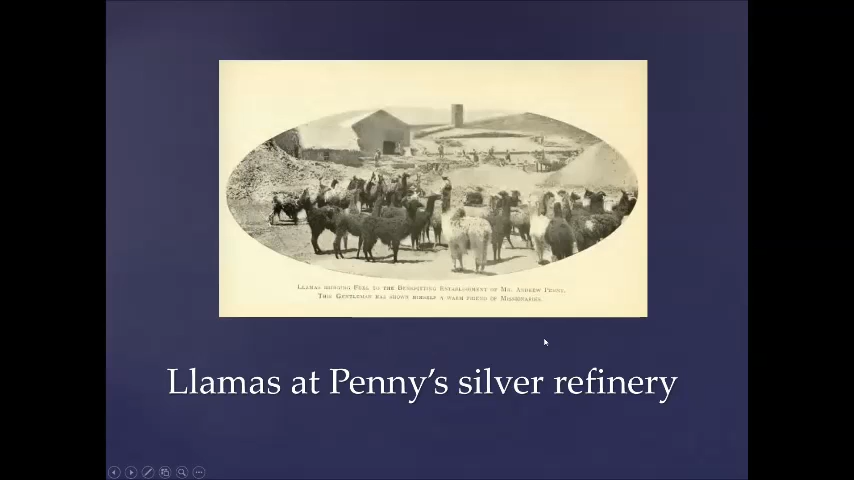 Llamas bringing Fuel to the Benefiting Establishment of Mr. Andrew Penny.
This Gentleman has shown himself a warm friend of Missionaries.
Llamas at Penny's silver refinery